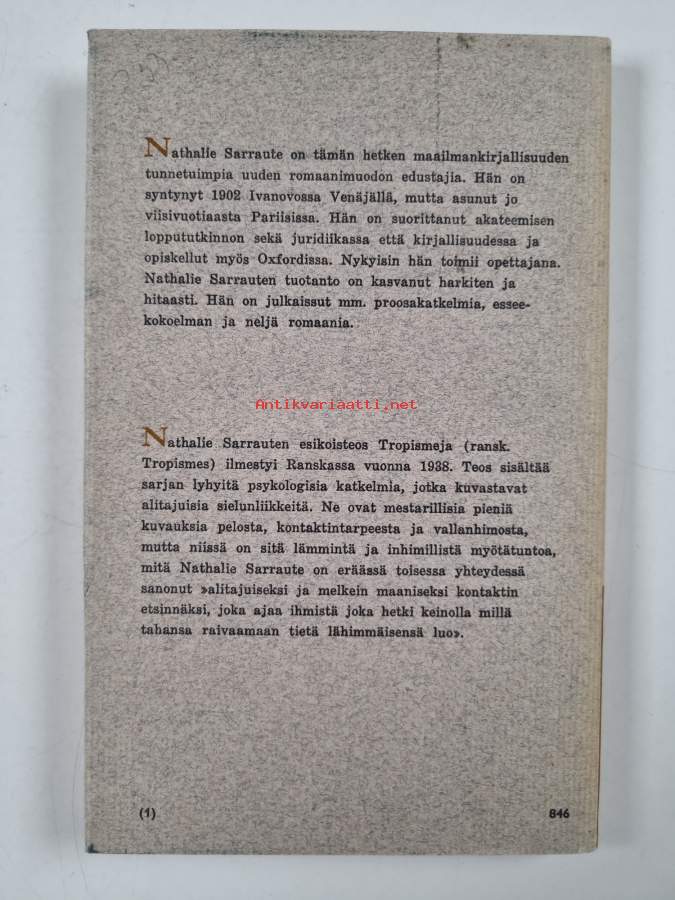 Nathalie Sarraute on tämän hetken maailmankirjallisuuden
tunnetuimpia uuden romaanimuodon edustajia. Hän on
syntynyt 1902 Ivanovossa Venäjällä, mutta asunut jo
viisivuotiaasta Pariisissa. Hän on suorittanut akateemisen
loppututkinnon sekä juridiikassa että kirjallisuudessa ja
opiskellut myös Oxfordissa. Nykyisin hän toimii opettajana.
Nathalie Sarrauten tuotanto on kasvanut harkiten ja
hitaasti. Hän on julkaissut mm. proosakatkelmia, essee-
kokoelman ja neljä romaania.
Antikvariaatti.net
Nathalie Sarrauten esikoisteos Tropismeja (ransk.
Tropismes) ilmestyi Ranskassa vuonna 1938. Teos sisältää
sarjan lyhyitä psykologisia katkelmia, jotka kuvastavat
alitajuisia sielunliikkeitä. Ne ovat mestarillisia pieniä
kuvauksia pelosta, kontaktintarpeesta ja vallanhimosta,
mutta niissä on sitä lämmintä ja inhimillistä myötätuntoa,
mitä Nathalie Sarraute on eräässä toisessa yhteydessä
sanonut »alitajuiseksi ja melkein maaniseksi kontaktin
etsinnäksi, joka ajaa ihmistä joka hetki keinolla millä
tahansa raivaamaan tietä lähimmäisensä luo».
(1)
846